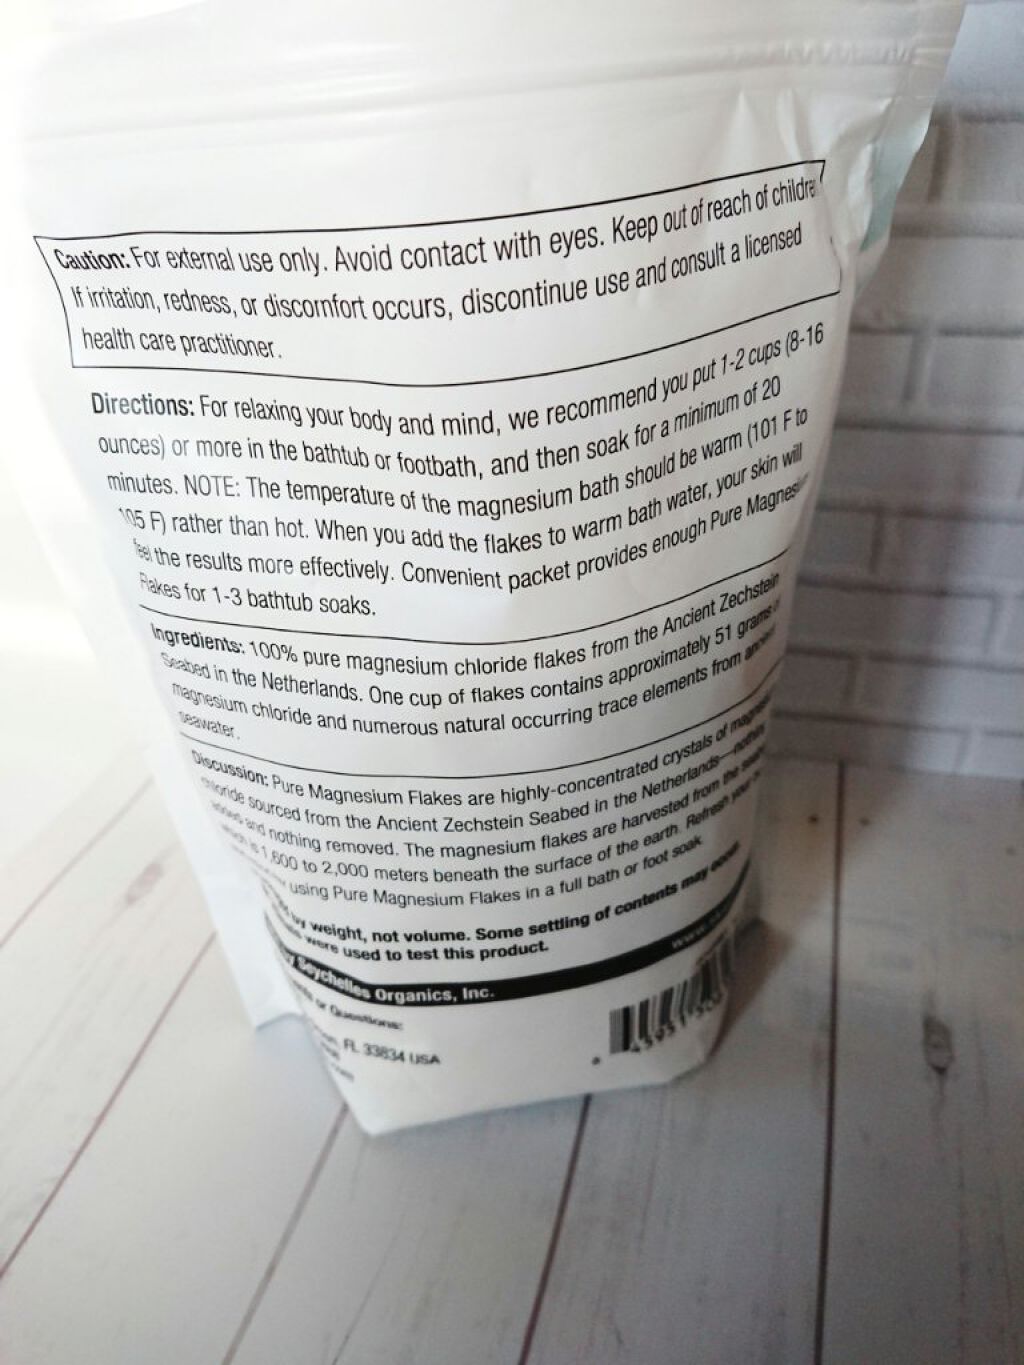 Caution: For external use only. Avoid contact with eyes. Keep out of reach of
If irritation, redness, or discomfort occurs, discontinue use and consult a licensed
health care practitioner.
Directions: For relaxing your body and mind, we recommend you put 1-2 cups (8-16
ounces) or more in the bathtub or footbath, and then soak for a minimum of 20
minutes. NOTE: The temperature of the magnesium bath should be warm (101 F to
105 F) rather than hot. When you add the flakes to warm bath water, your skin will
feel the results more effectively. Convenient packet provides enough Pure
Flakes for 1-3 bathtub soaks.
Ingredients: 100% pure magnesium chloride flakes from the Ancient Zechstein
Seabed in the Netherlands. One cup of flakes contains approximately 51 grams of
magnesium chloride and numerous natural occurring trace elements from ancient
seawater.
Discussion: Pure Magnesium Flakes are highly-concentrated crystals of
chloride sourced from the Ancient Zechstein Seabed in the Netherlands—nothing
and nothing removed. The magnesium flakes are harvested from the
is 1,600 to 2,000 meters beneath the surface of the earth. Refresh your
using Pure Magnesium Flakes in a full bath or foot soak.
by weight, not volume. Some settling of contents may occur.
were used to test this product.
by Seychelles Organics, Inc.
or Questions:
FL 33834 USA